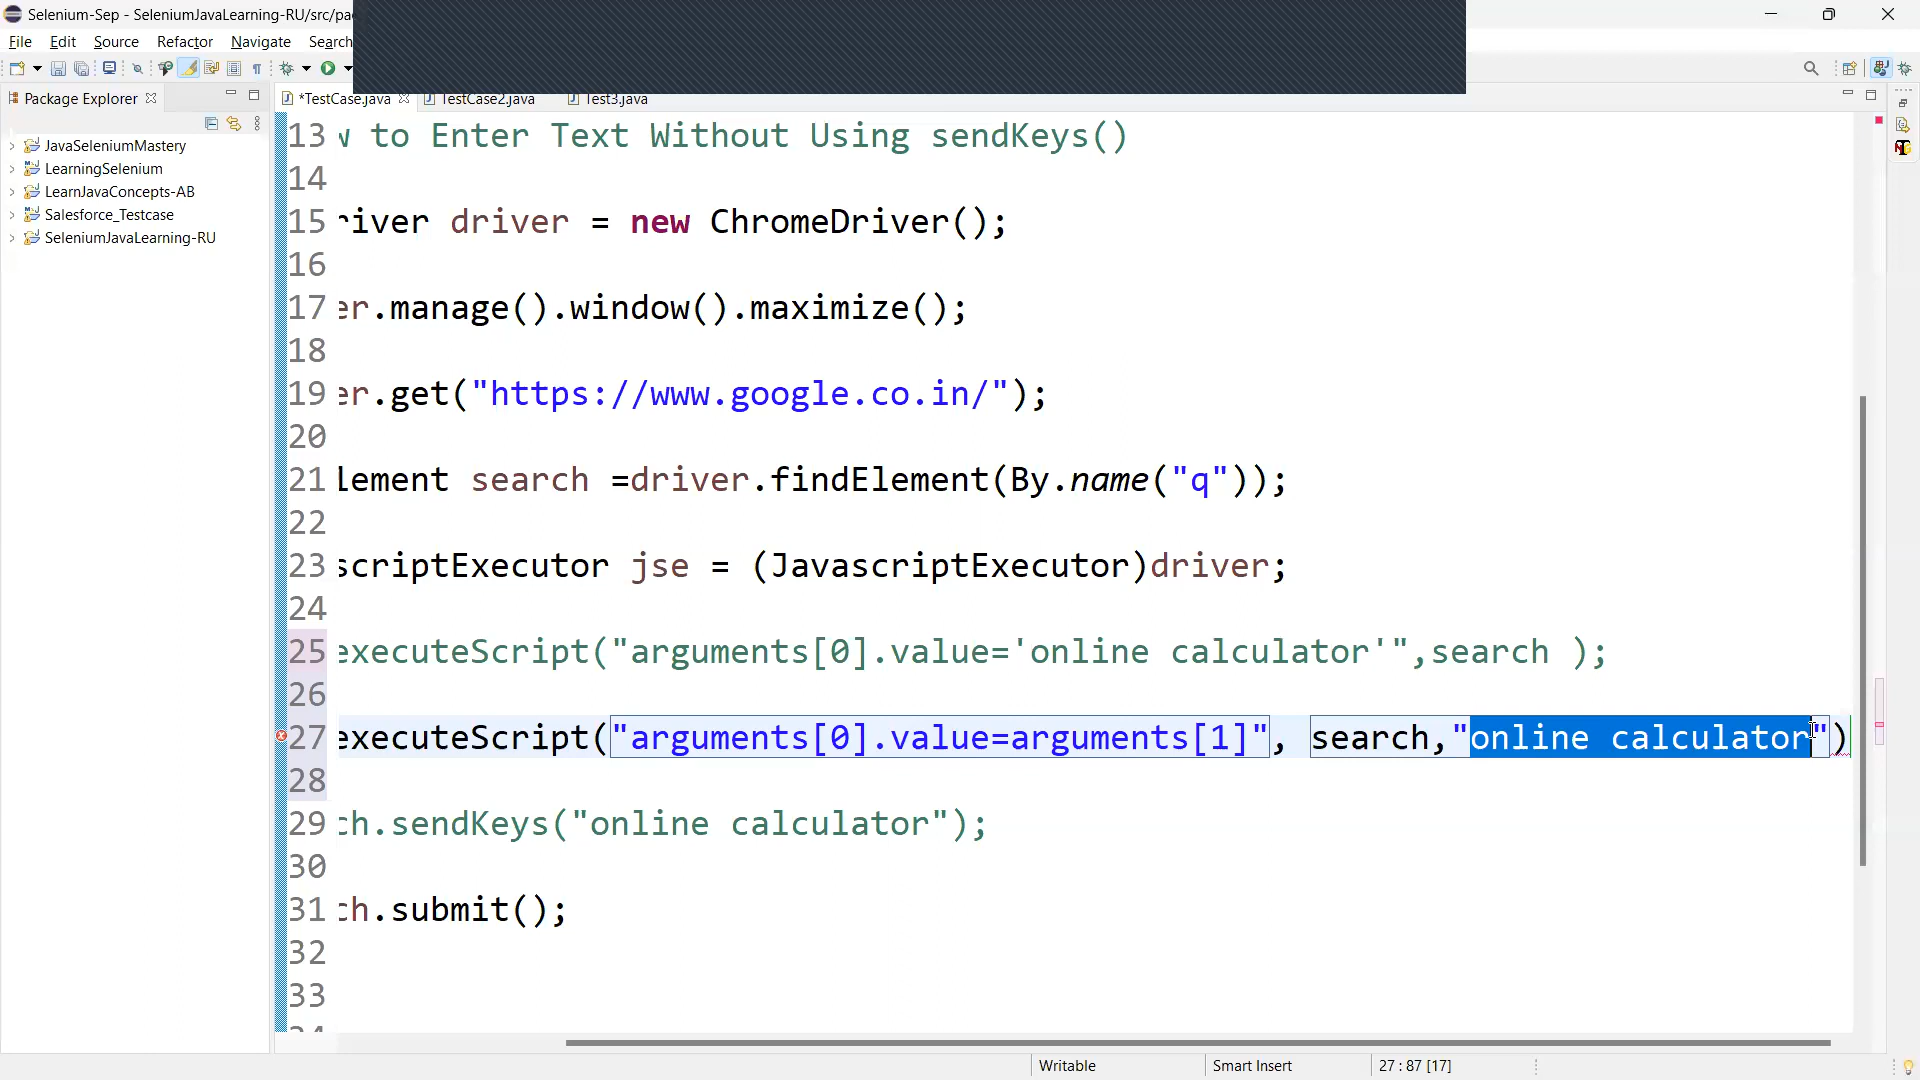 Selenium-Sep - SeleniumJavaLearning-RU/src/pa
File Edit Source Refactor Navigate Search
Package Explorer
*TestCase.java TestCase2.java Test3.java
JavaSeleniumMastery
LearningSelenium
LearnJavaConcepts-AB
Salesforce_Testcase
SeleniumJavaLearning-RU
13 w to Enter Text Without Using sendKeys()
14
15 river driver = new ChromeDriver();
16
17 er.manage().window().maximize();
18
19 er.get("https://www.google.co.in/");
20
21 lement search =driver.findElement(By.name("q"));
22
23 scriptExecutor jse = (JavascriptExecutor)driver;
24
25 executeScript("arguments[0].value='online calculator'",search );
26
27 executeScript("arguments[0].value=arguments[1]", search,"online calculator")
28
29 ch.sendKeys("online calculator");
30
31 ch.submit();
32
33
Writable Smart Insert 27 : 87 [17]